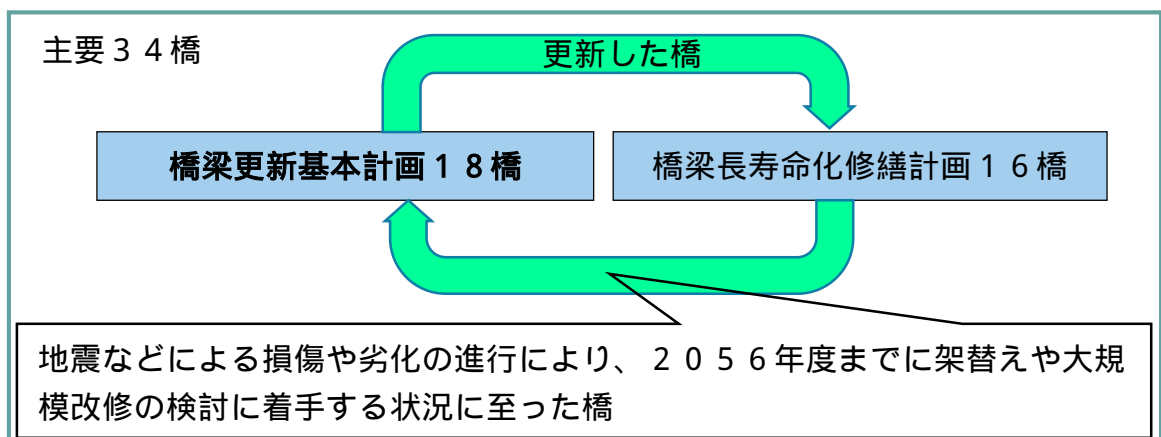 主要３４橋
更新した橋
橋梁更新基本計画１８橋
橋梁長寿命化修繕計画１６橋
地震などによる損傷や劣化の進行により、２０５６年度までに架替えや大規
模改修の検討に着手する状況に至った橋